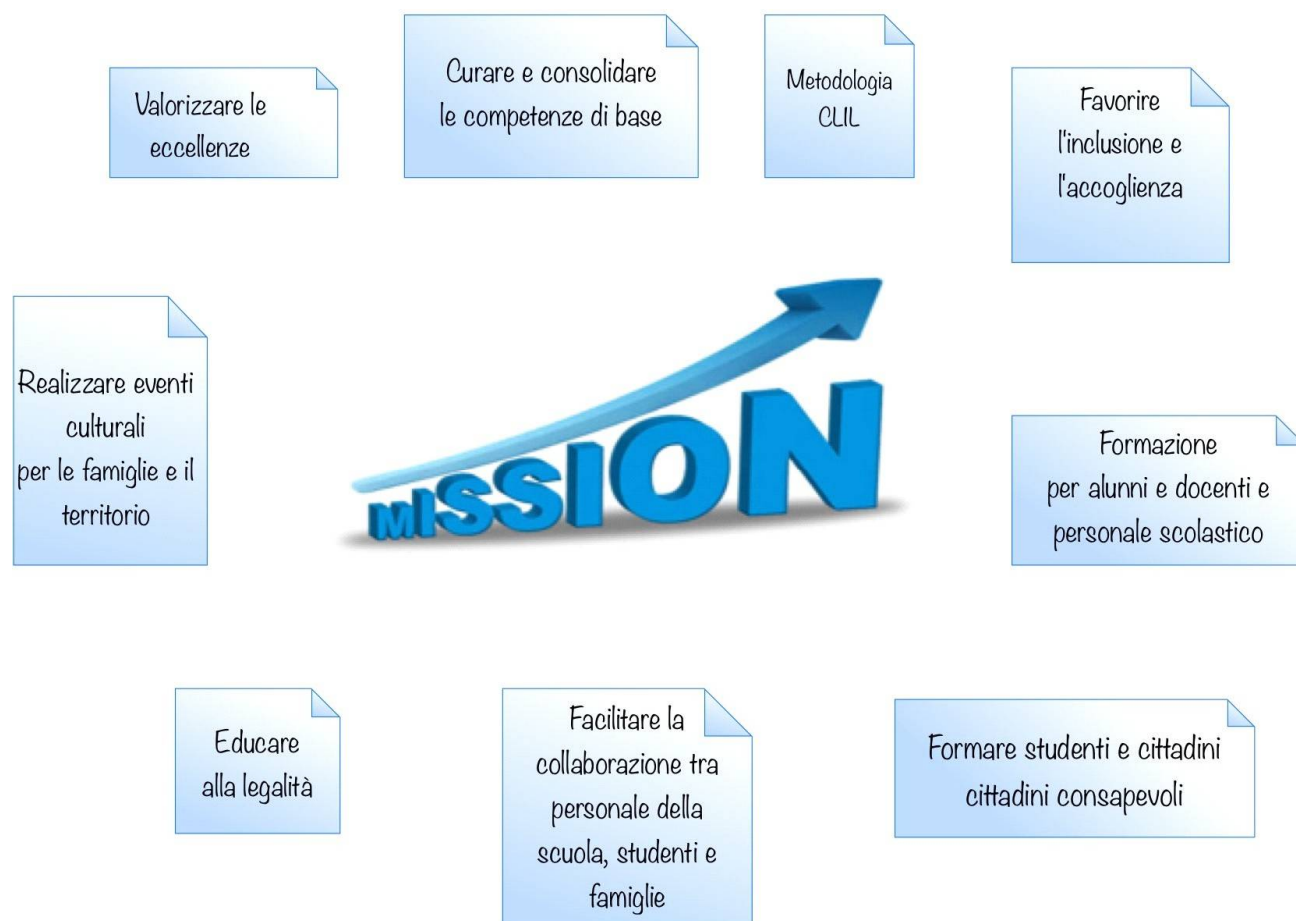 Valorizzare le
eccellenze
Curare e consolidare
le competenze di base
Metodologia
CLIL
Favorire
l'inclusione e
l'accoglienza
Realizzare eventi
culturali
per le famiglie e il
territorio
MISSION
Formazione
per alunni e docenti e
personale scolastico
Educare
alla legalità
Facilitare la
collaborazione tra
personale della
scuola, studenti e
famiglie
Formare studenti e cittadini
cittadini consapevoli